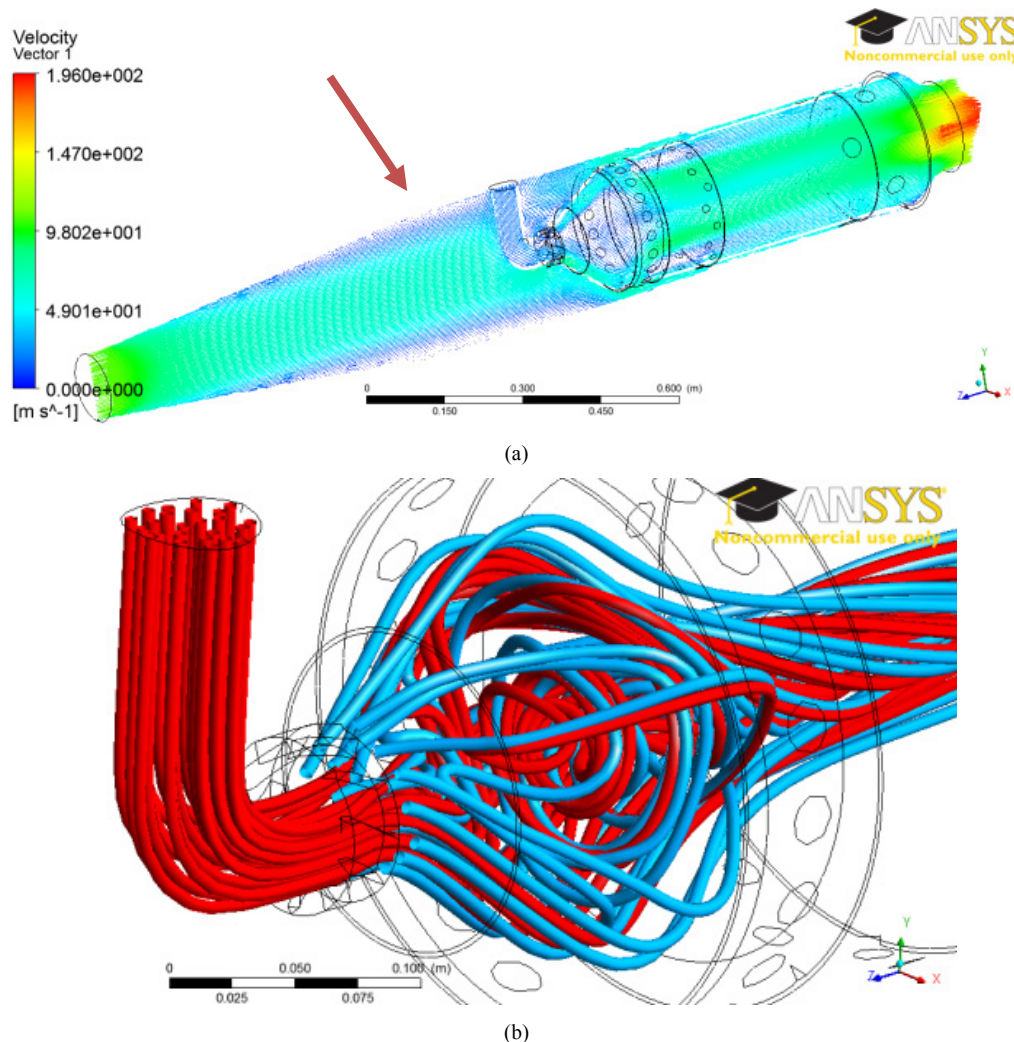 Velocity
Vector 1
1.960e+002
1.470e+002
9.802e+001
4.901e+001
0.000e+000
[m s^-1]
ANSYS
Noncommercial use only
0 0.300 0.600 (m)
0.150 0.450
Y
Z X
(a)
ANSYS
Noncommercial use only
0 0.050 0.100 (m)
0.025 0.075
Y
Z X
(b)